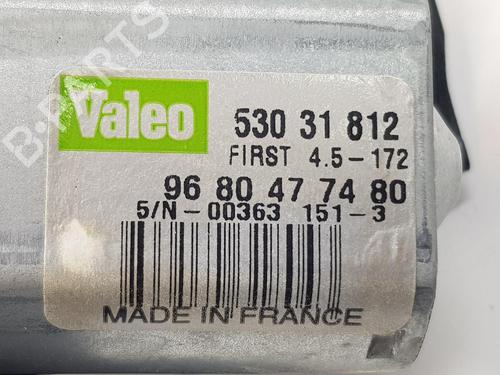 B-PARTS
Valeo
530 31 812
FIRST 4.5-172
96 80 47 74 80
S/N-00363 151-3
MADE IN FRANCE